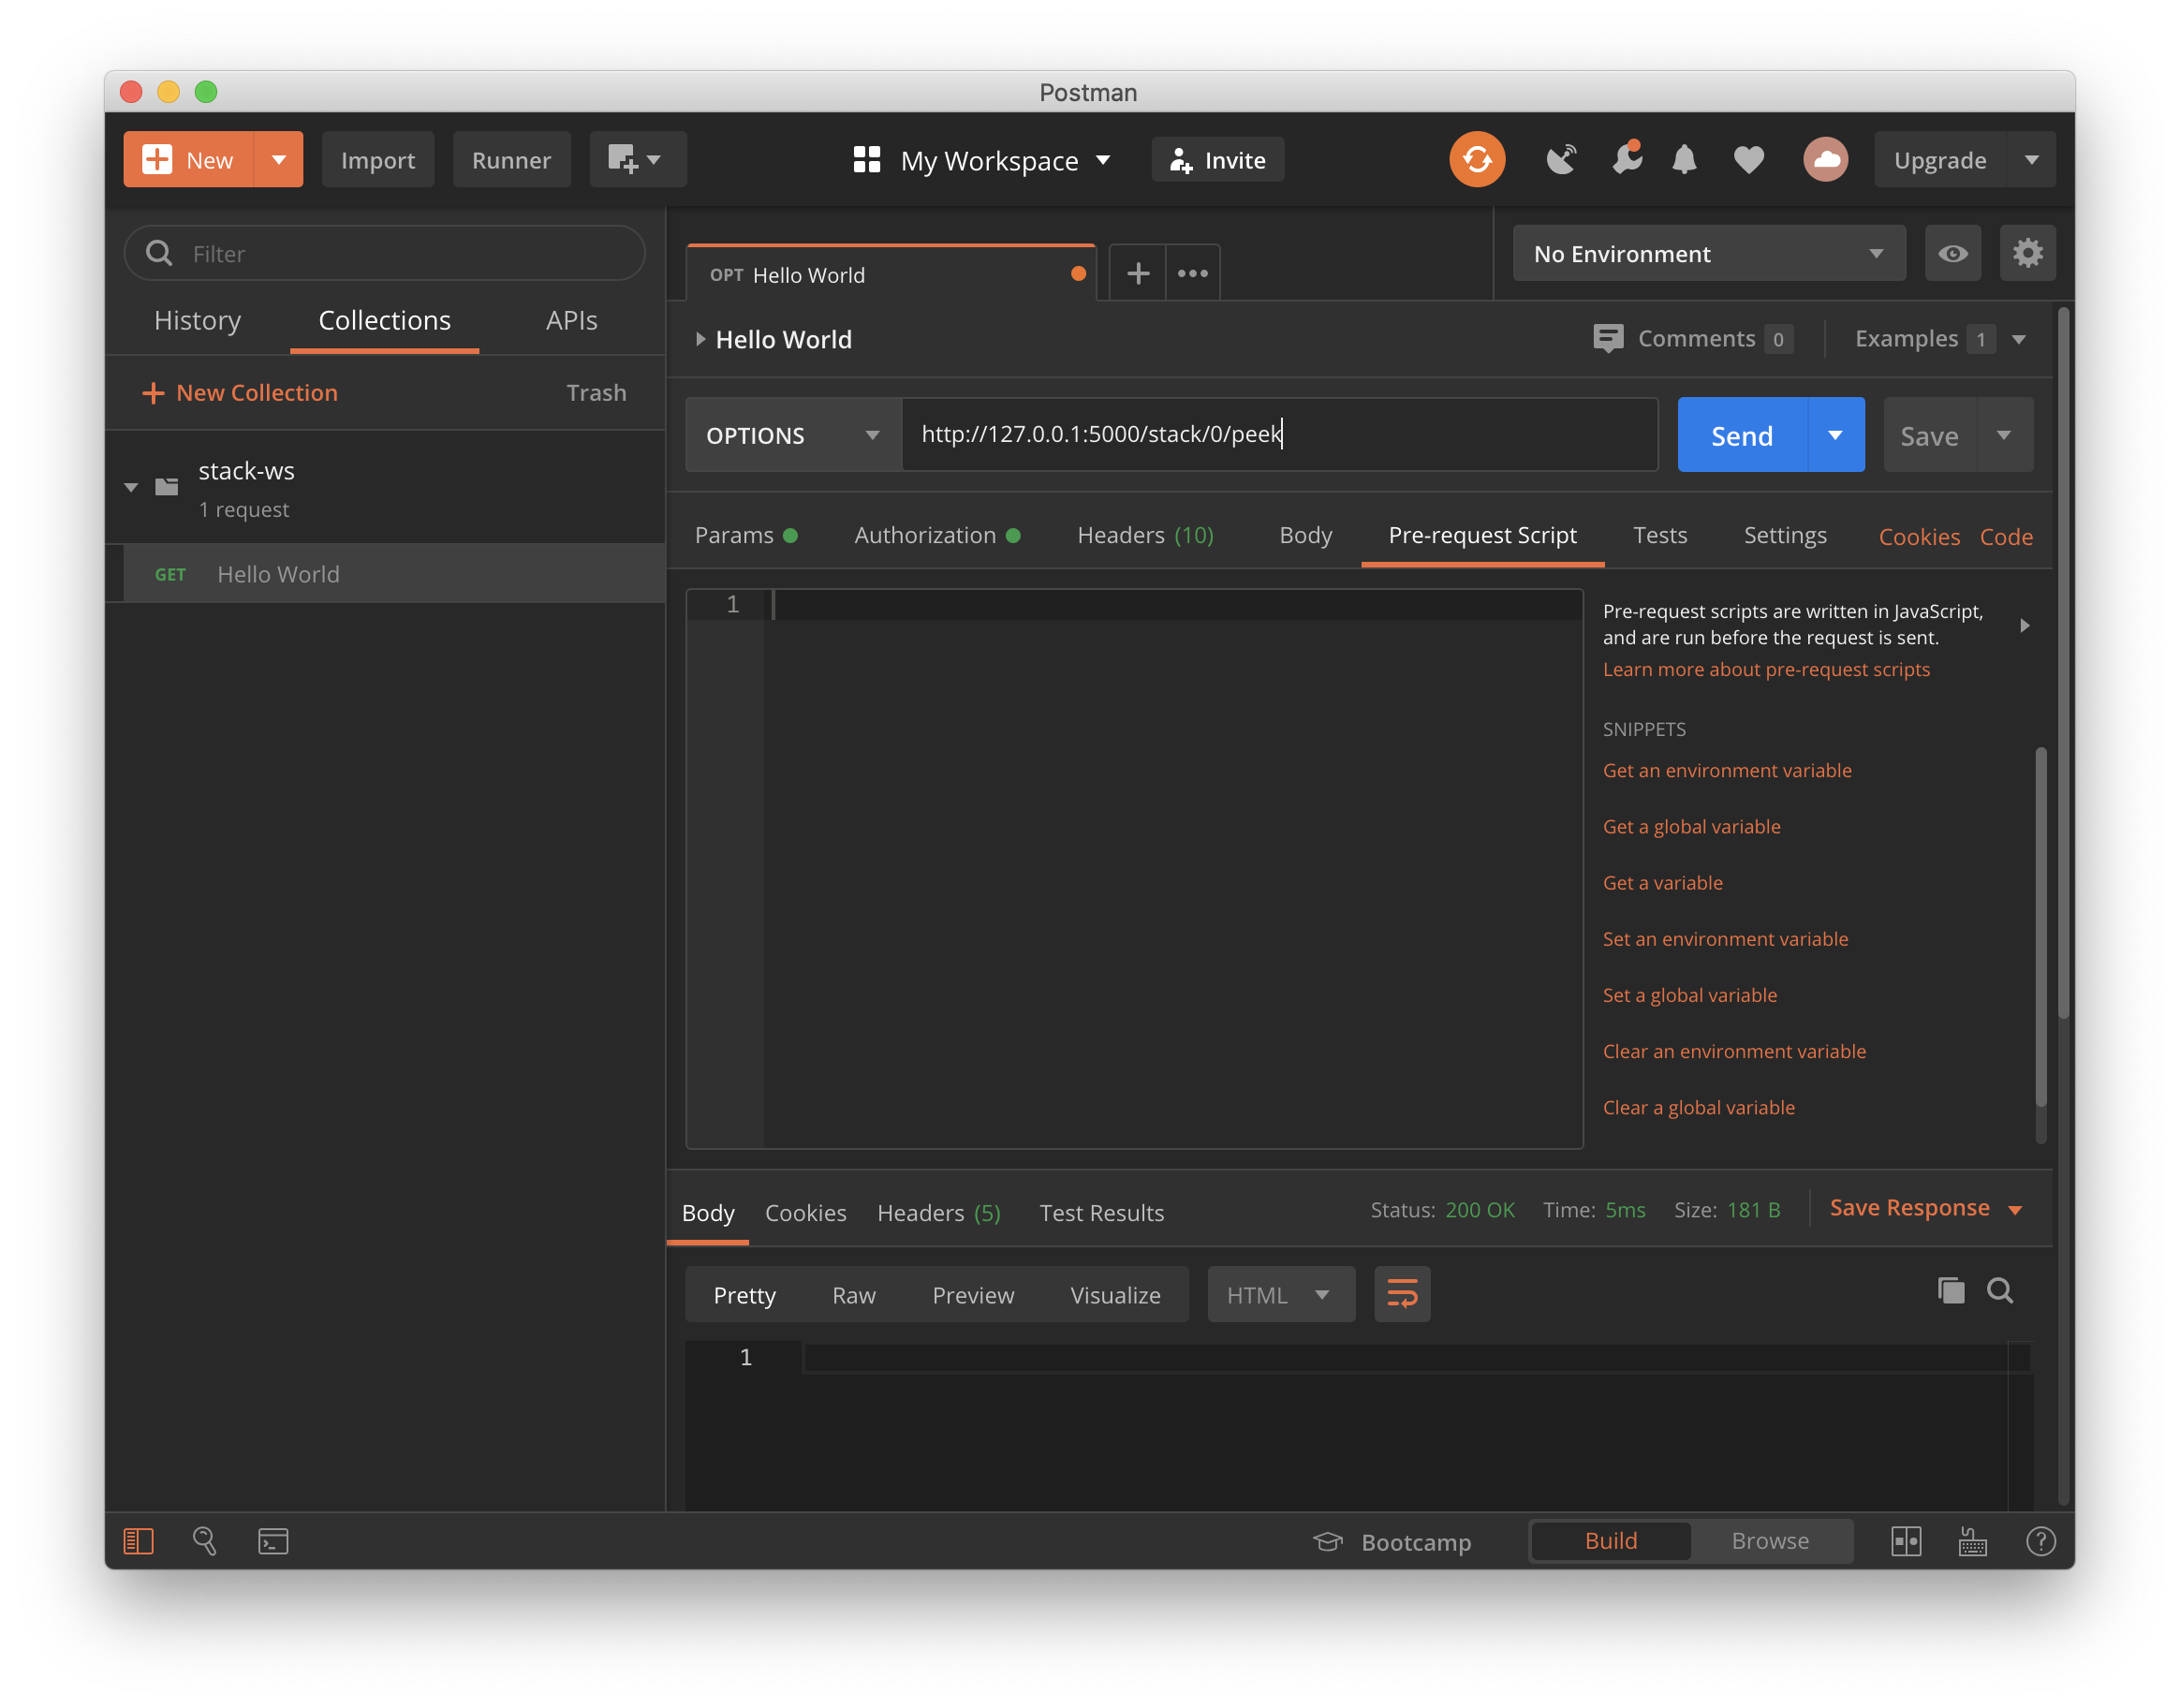 Postman
New
Import
Runner
My Workspace
Invite
Upgrade
Filter
History
Collections
APIs
New Collection
Trash
stack-ws
1 request
GET Hello World
OPT Hello World
No Environment
Hello World
Comments 0
Examples 1
OPTIONS
http://127.0.0.1:5000/stack/0/peek
Send
Save
Params
Authorization
Headers (10)
Body
Pre-request Script
Tests
Settings
Cookies
Code
1
Pre-request scripts are written in JavaScript,
and are run before the request is sent.
Learn more about pre-request scripts
SNIPPETS
Get an environment variable
Get a global variable
Get a variable
Set an environment variable
Set a global variable
Clear an environment variable
Clear a global variable
Body
Cookies
Headers (5)
Test Results
Status: 200 OK
Time: 5ms
Size: 181 B
Save Response
Pretty
Raw
Preview
Visualize
HTML
1
Bootcamp
Build
Browse